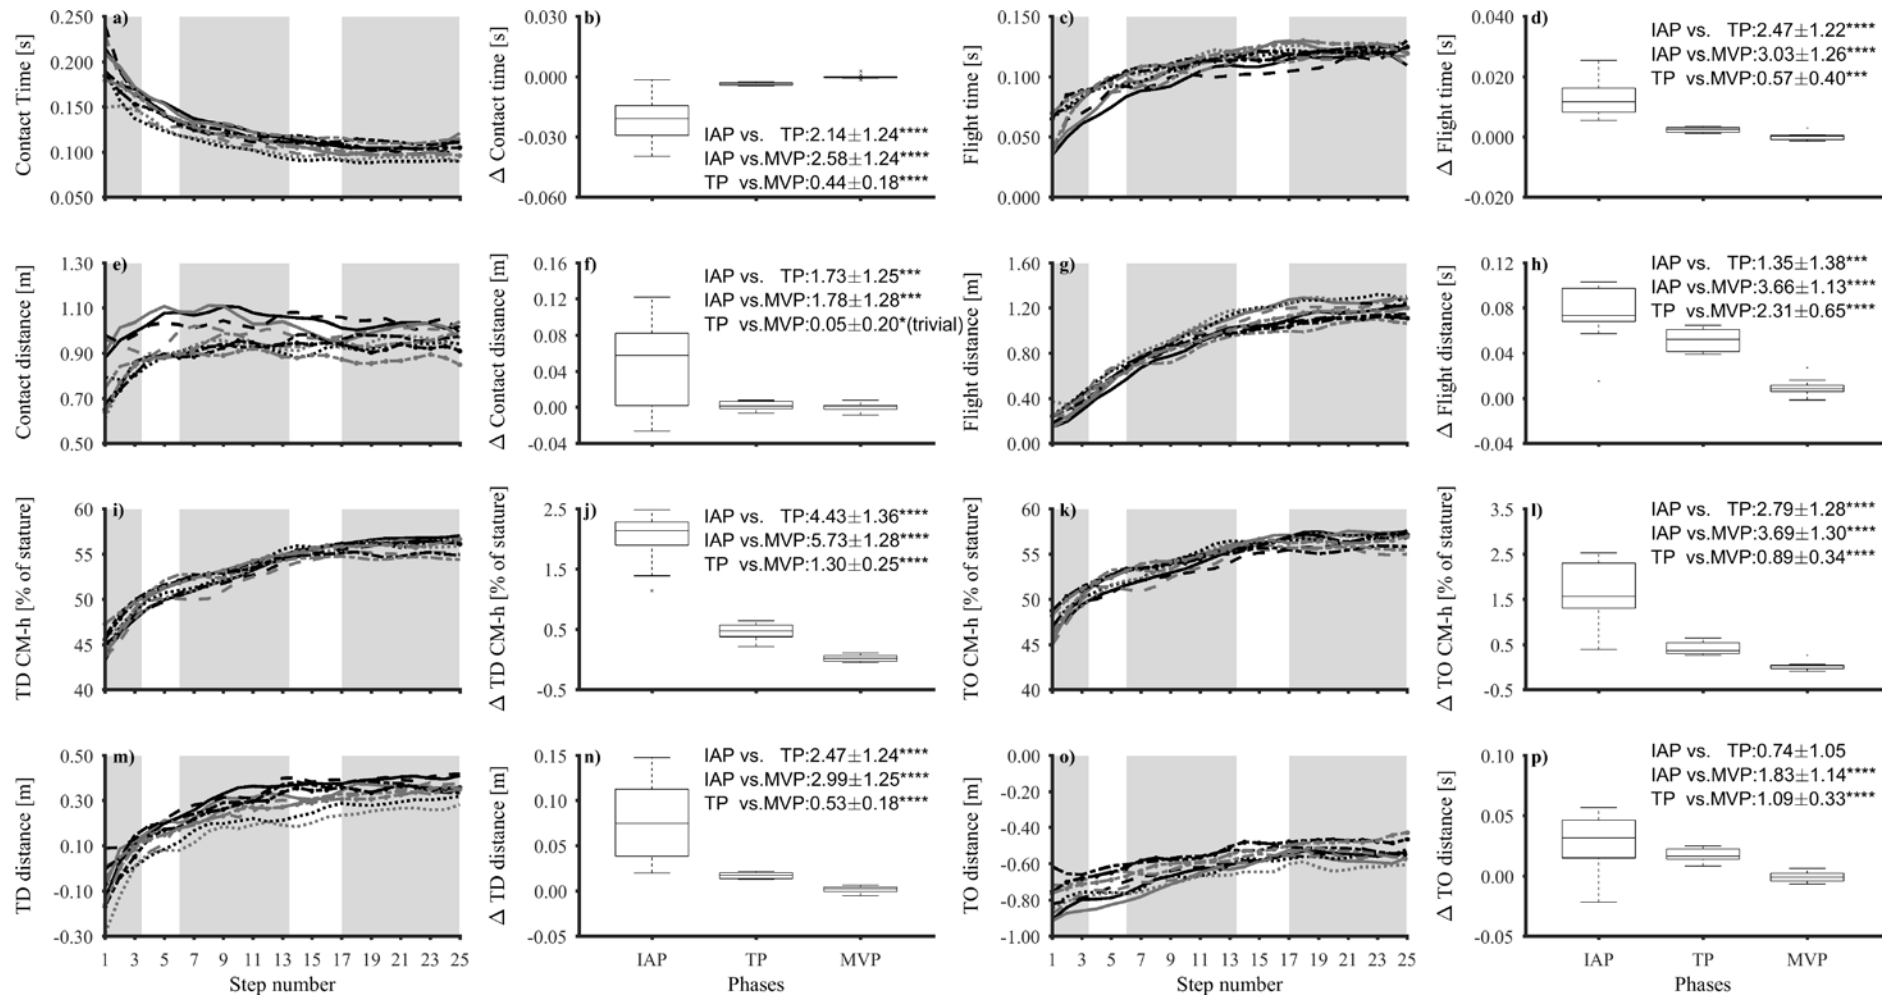 a)
0.250
0.200
0.150
0.100
0.050
Contact Time [s]
b)
0.030
0.000
-0.030
-0.060
Δ Contact time [s]
IAP vs. TP:2.14±1.24****
IAP vs.MVP:2.58±1.24****
TP vs.MVP:0.44±0.18****
c)
0.150
0.100
0.050
0.000
Flight time [s]
d)
0.040
0.020
0.000
-0.020
Δ Flight time [s]
IAP vs. TP:2.47±1.22****
IAP vs.MVP:3.03±1.26****
TP vs.MVP:0.57±0.40***
e)
1.30
1.10
0.90
0.70
0.50
Contact distance [m]
f)
0.16
0.12
0.08
0.04
0.00
-0.04
Δ Contact distance [m]
IAP vs. TP:1.73±1.25***
IAP vs.MVP:1.78±1.28***
TP vs.MVP:0.05±0.20*(trivial)
g)
1.60
1.20
0.80
0.40
0.00
Flight distance [m]
h)
0.12
0.08
0.04
0.00
-0.04
Δ Flight distance [s]
IAP vs. TP:1.35±1.38***
IAP vs.MVP:3.66±1.13****
TP vs.MVP:2.31±0.65****
i)
60
55
50
45
40
TD CM-h [% of stature]
j)
2.5
1.5
0.5
-0.5
Δ TD CM-h [% of stature]
IAP vs. TP:4.43±1.36****
IAP vs.MVP:5.73±1.28****
TP vs.MVP:1.30±0.25****
k)
60
55
50
45
40
TO CM-h [% of stature]
l)
3.5
2.5
1.5
0.5
-0.5
Δ TO CM-h [% of stature]
IAP vs. TP:2.79±1.28****
IAP vs.MVP:3.69±1.30****
TP vs.MVP:0.89±0.34****
m)
0.50
0.30
0.10
-0.10
-0.30
TD distance [m]
1 3 5 7 9 11 13 15 17 19 21 23 25
Step number
n)
0.15
0.10
0.05
0.00
-0.05
Δ TD distance [m]
IAP vs. TP:2.47±1.24****
IAP vs.MVP:2.99±1.25****
TP vs.MVP:0.53±0.18****
IAP TP MVP
Phases
o)
0.00
-0.20
-0.40
-0.60
-0.80
-1.00
TO distance [m]
1 3 5 7 9 11 13 15 17 19 21 23 25
Step number
p)
0.10
0.05
0.00
-0.05
Δ TO distance [s]
IAP vs. TP:0.74±1.05
IAP vs.MVP:1.83±1.14****
TP vs.MVP:1.09±0.33****
IAP TP MVP
Phases